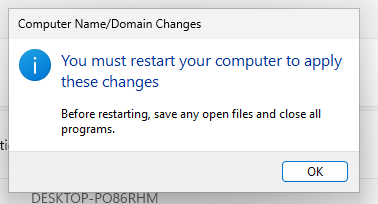 Computer Name/Domain Changes
You must restart your computer to apply
these changes
Before restarting, save any open files and close all
programs.
OK
DESKTOP-PO86RHM